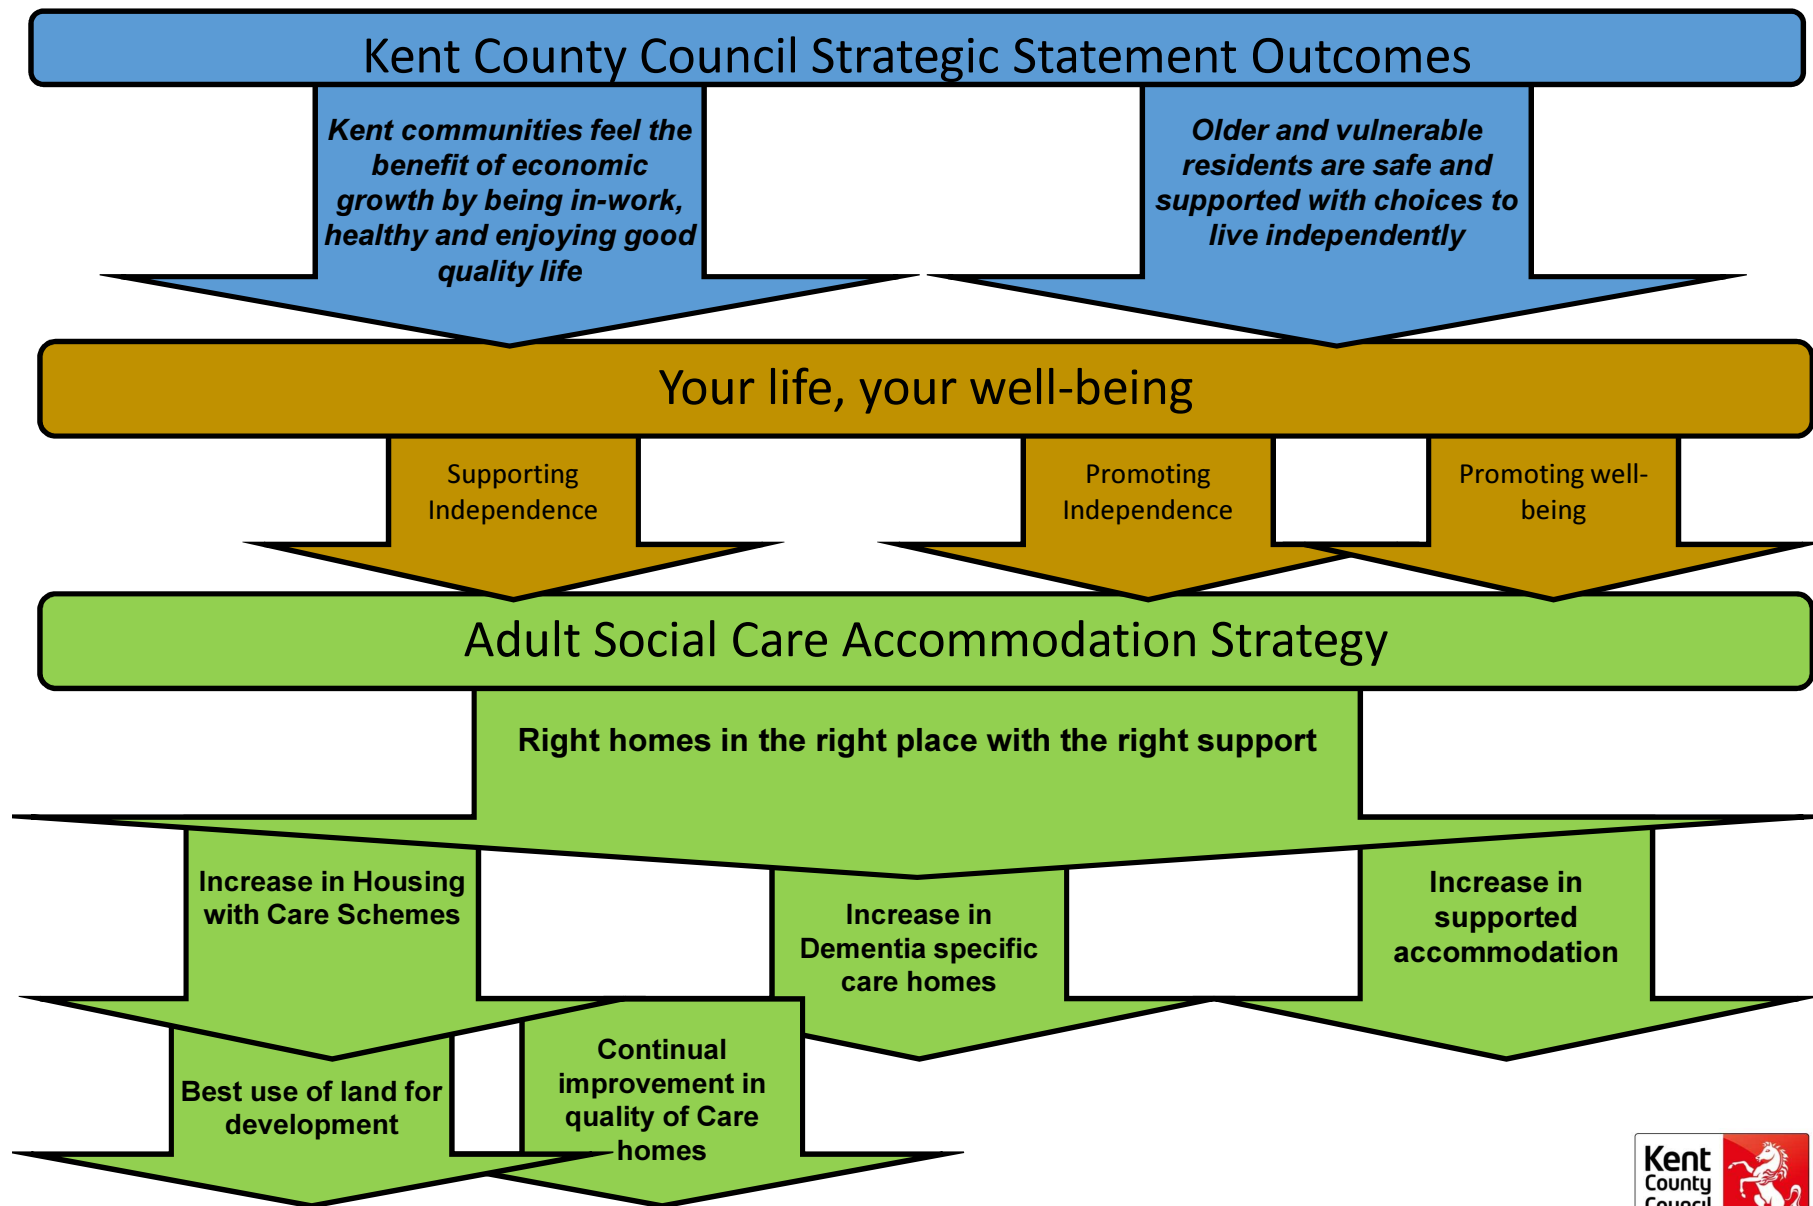 Kent County Council Strategic Statement Outcomes
Kent communities feel the
benefit of economic
growth by being in-work,
healthy and enjoying good
quality life
Older and vulnerable
residents are safe and
supported with choices to
live independently
Your life, your well-being
Supporting
Independence
Promoting
Independence
Promoting well-
being
Adult Social Care Accommodation Strategy
Right homes in the right place with the right support
Increase in Housing
with Care Schemes
Increase in
Dementia specific
care homes
Increase in
supported
accommodation
Best use of land for
development
Continual
improvement in
quality of Care
homes
Kent
County
Council